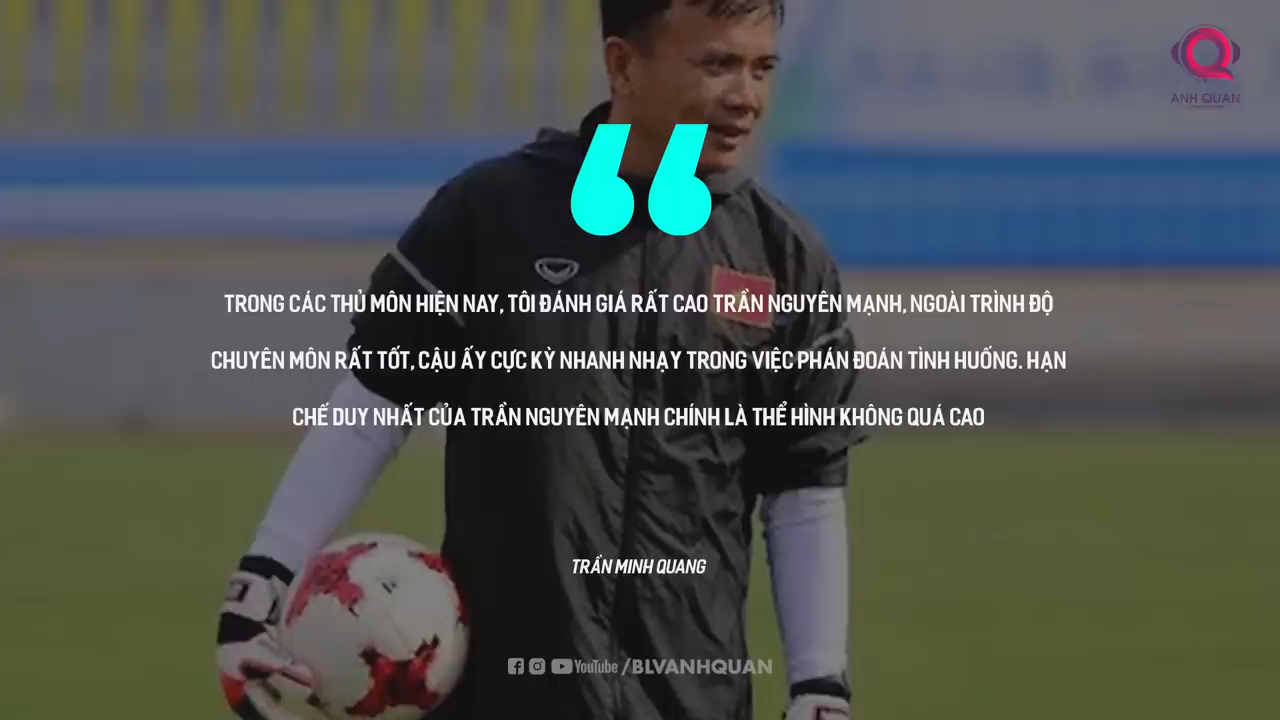 ANH QUAN
TRONG CÁC THỦ MÔN HIỆN NAY, TÔI ĐÁNH GIÁ RẤT CAO TRẦN NGUYÊN MẠNH, NGOÀI TRÌNH ĐỘ
CHUYÊN MÔN RẤT TỐT, CẬU ẤY CỰC KỲ NHANH NHẠY TRONG VIỆC PHÁN ĐOÁN TÌNH HUỐNG. HẠN
CHẾ DUY NHẤT CỦA TRẦN NGUYÊN MẠNH CHÍNH LÀ THỂ HÌNH KHÔNG QUÁ CAO
TRẦN MINH QUANG
YouTube /BLVANHQUAN